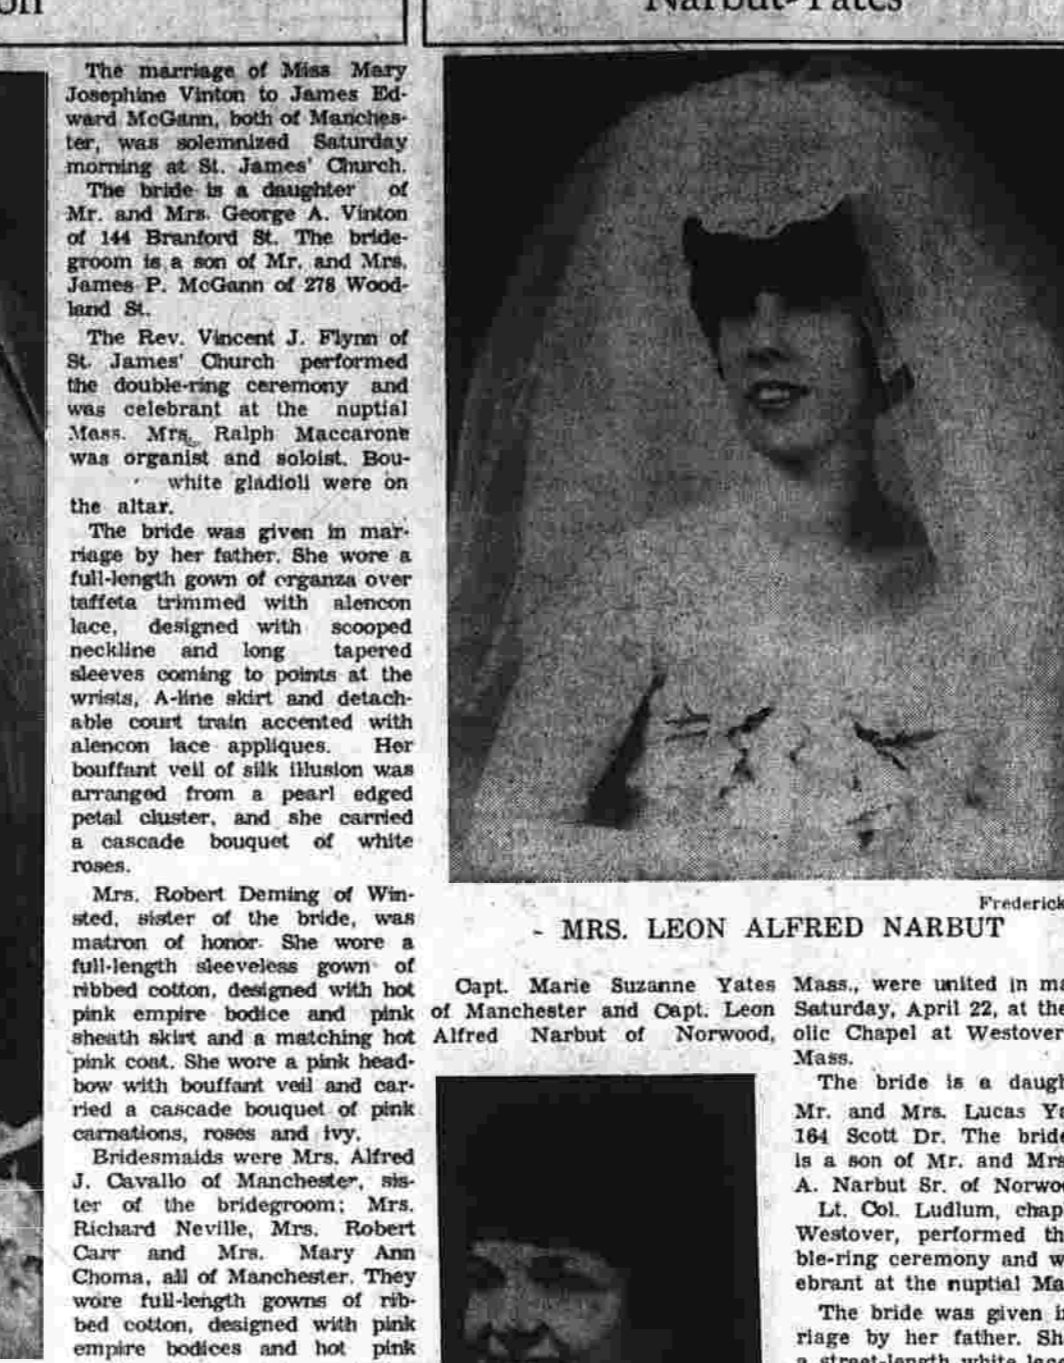 on
The marriage of Miss Mary
Josephine Vinton to James Ed-
ward McGann, both of Manches-
ter, was solemnized Saturday
morning at St. James' Church.
The bride is a daughter of
Mr. and Mrs. George A. Vinton
of 144 Branford St. The bride-
groom is a son of Mr. and Mrs.
James P. McGann of 278 Wood-
land St.
The Rev. Vincent J. Flynn of
St. James' Church performed
the double-ring ceremony and
was celebrant at the nuptial
Mass. Mrs. Ralph Maccarone
was organist and soloist. Bou-
white gladioli were on
the altar.
The bride was given in mar-
riage by her father. She wore a
full-length gown of organza over
taffeta trimmed with alencon
lace, designed with scooped
neckline and long tapered
sleeves coming to points at the
wrists, A-line skirt and detach-
able court train accented with
alencon lace appliques. Her
bouffant veil of silk illusion was
arranged from a pearl edged
petal cluster, and she carried
a cascade bouquet of white
roses.
Mrs. Robert Deming of Win-
sted, sister of the bride, was
matron of honor. She wore a
full-length sleeveless gown of
ribbed cotton, designed with hot
pink empire bodice and pink
sheath skirt and a matching hot
pink coat. She wore a pink head-
bow with bouffant veil and car-
ried a cascade bouquet of pink
carnations, roses and ivy.
Bridesmaids were Mrs. Alfred
J. Cavallo of Manchester, sis-
ter of the bridegroom; Mrs.
Richard Neville, Mrs. Robert
Carr and Mrs. Mary Ann
Choma, all of Manchester. They
wore full-length gowns of rib-
bed cotton, designed with pink
empire bodices and hot pink
Narbut-Yates
Frederick
MRS. LEON ALFRED NARBUT
Capt. Marie Suzanne Yates
of Manchester and Capt. Leon
Alfred Narbut of Norwood,
Mass., were united in ma
Saturday, April 22, at the
olic Chapel at Westover
Mass.
The bride is a daugh
Mr. and Mrs. Lucas Ya
164 Scott Dr. The bride
is a son of Mr. and Mrs
A. Narbut Sr. of Norwoo
Lt. Col. Ludlum, chap
Westover, performed th
ble-ring ceremony and w
ebrant at the nuptial Ma
The bride was given i
riage by her father. Sh
a street-length white lace